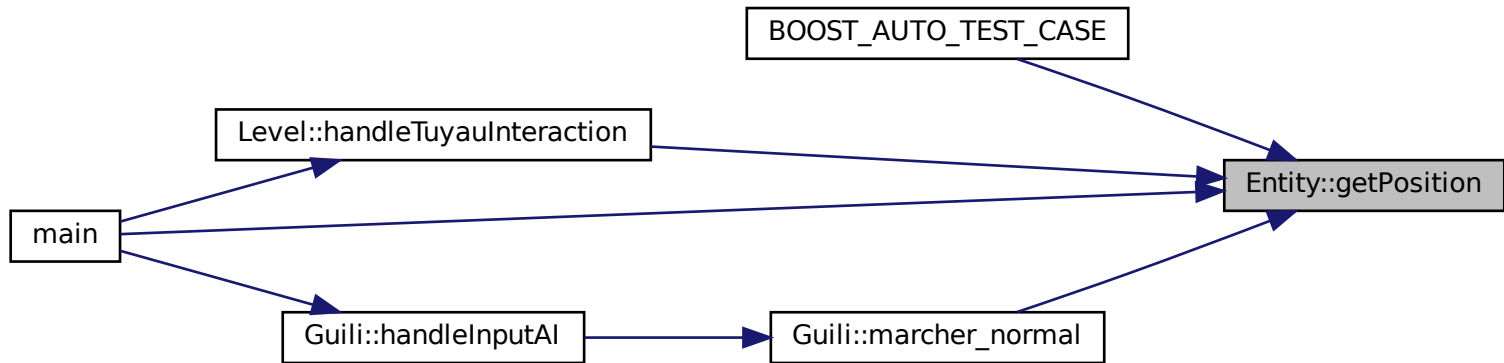 BOOST_AUTO_TEST_CASE
Level::handleTuyauInteraction
Entity::getPosition
main
Guili::handleInputAI
Guili::marcher_normal